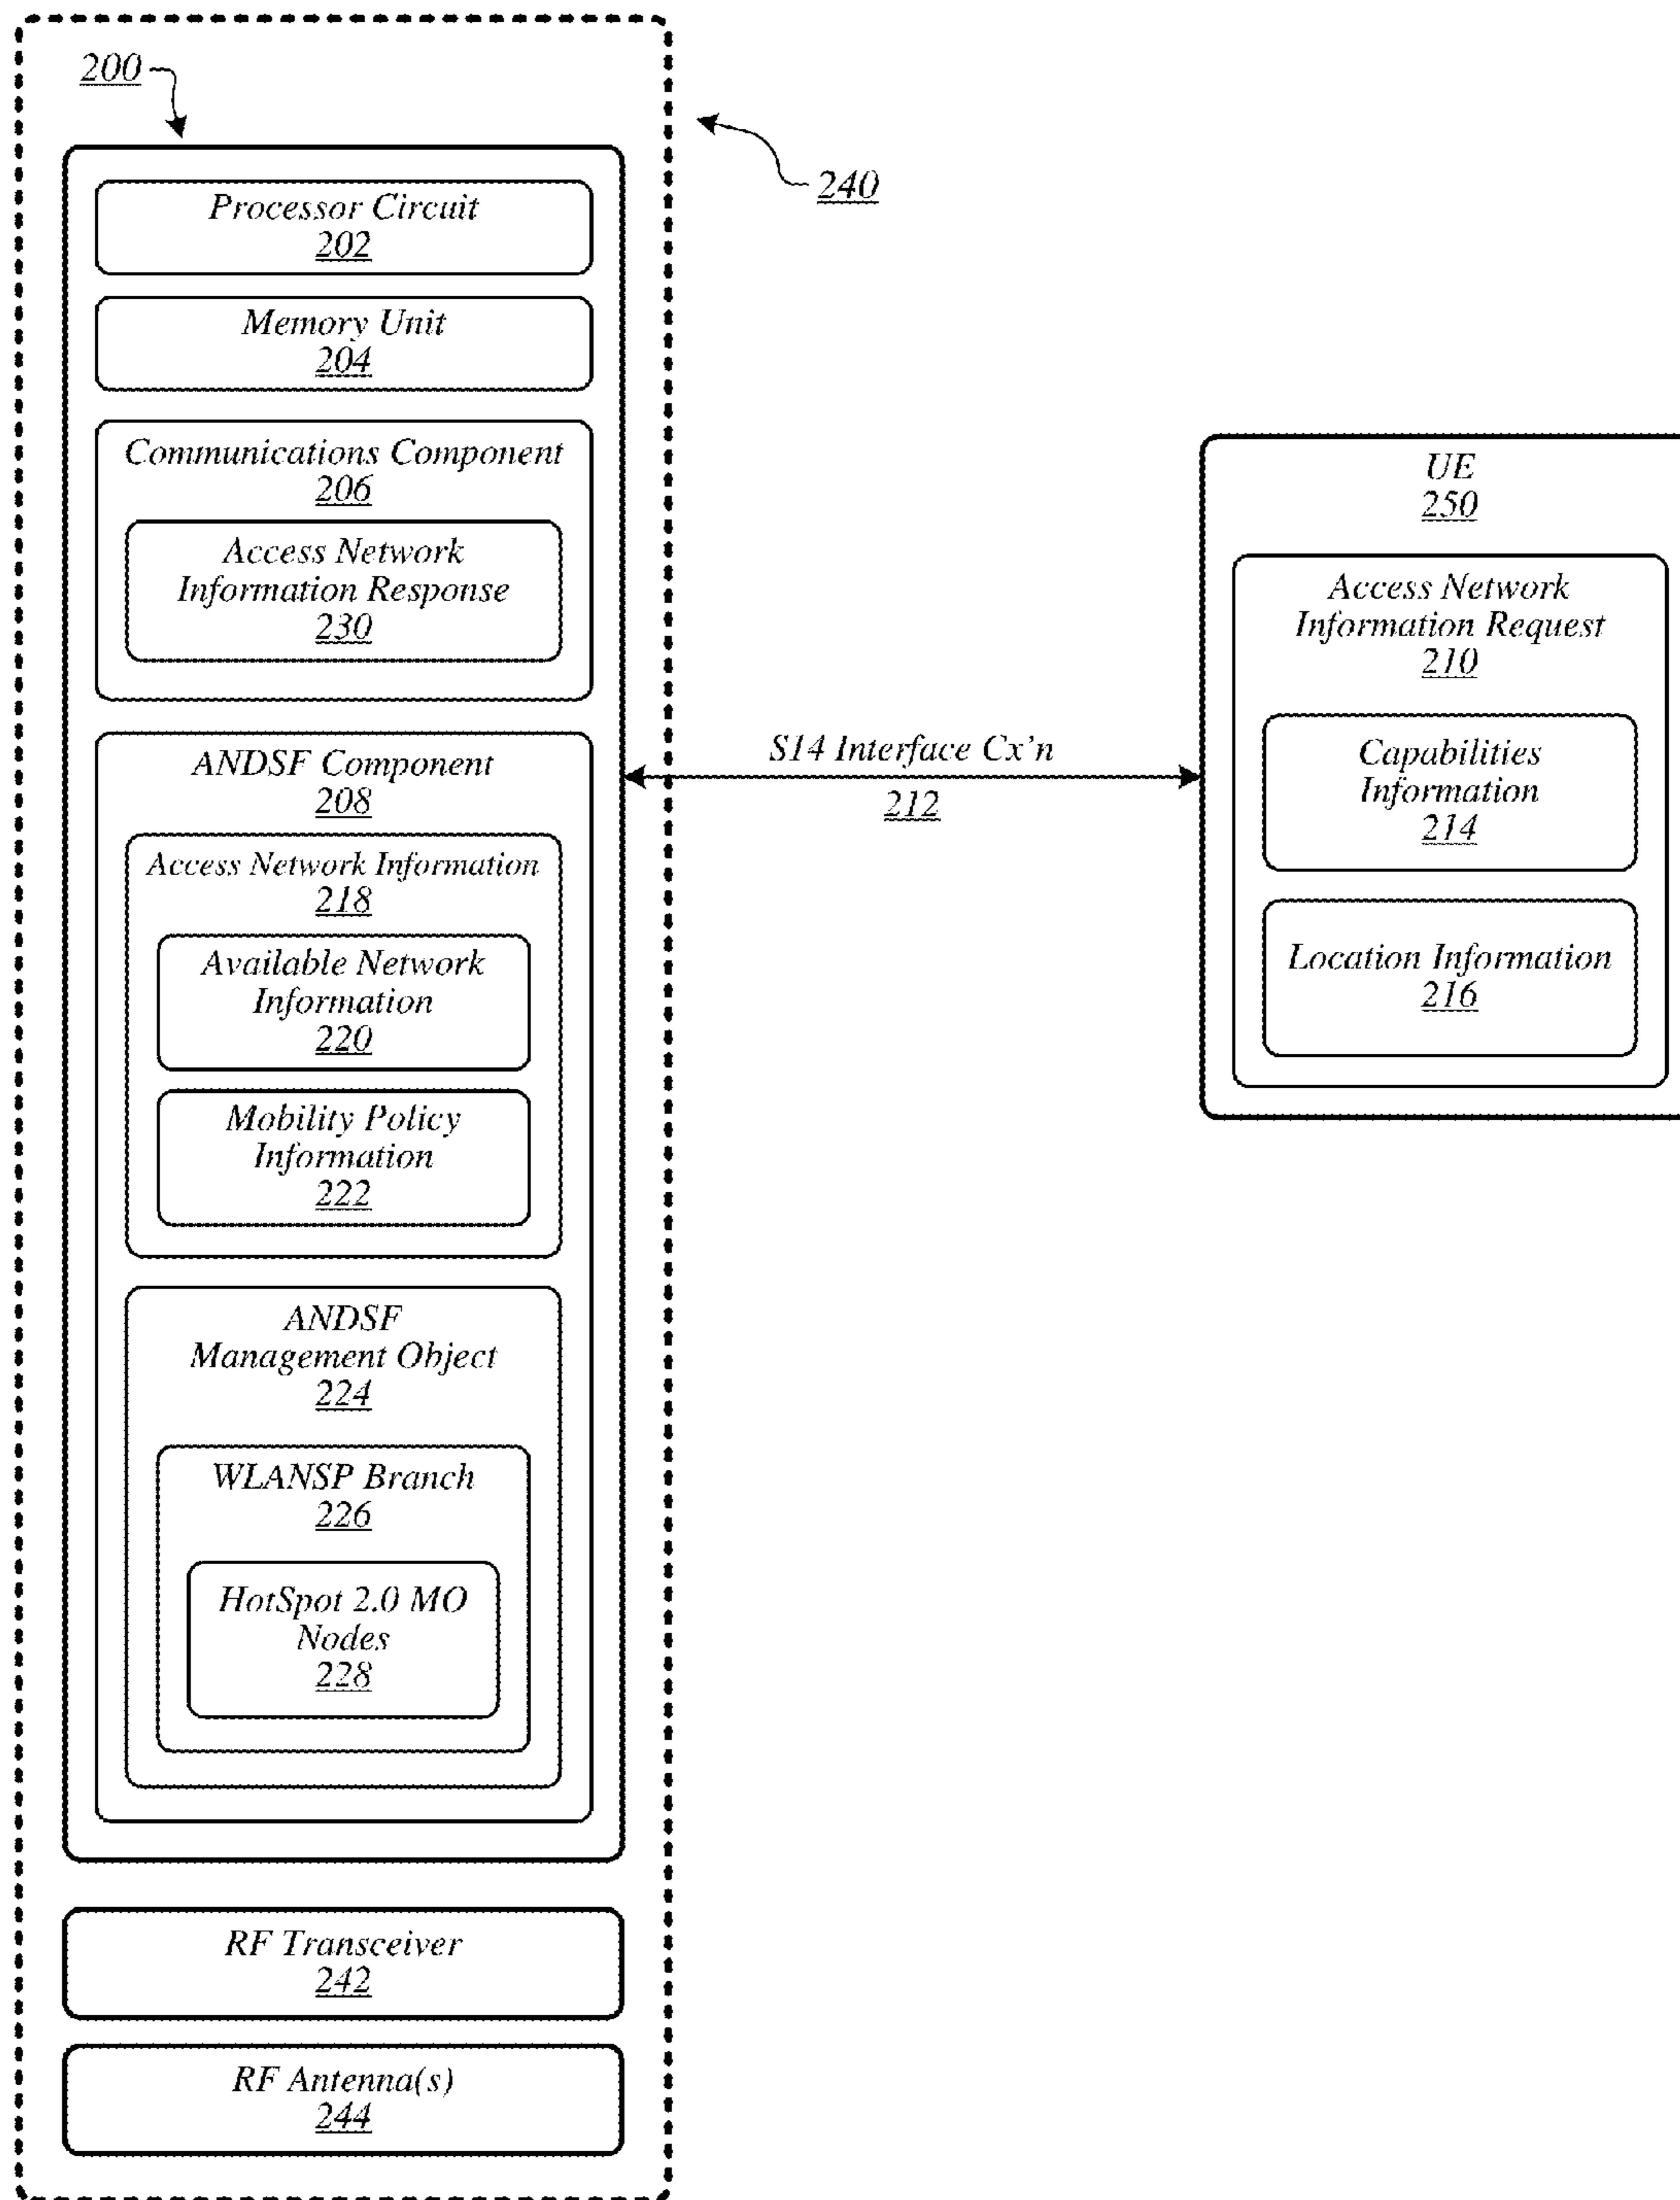 200
240
Processor Circuit
202
Memory Unit
204
Communications Component
206
Access Network
Information Response
230
ANDSF Component
208
Access Network Information
218
Available Network
Information
220
Mobility Policy
Information
222
ANDSF
Management Object
224
WLANSP Branch
226
HotSpot 2.0 MO
Nodes
228
RF Transceiver
242
RF Antenna(s)
244
S14 Interface Cx'n
212
UE
250
Access Network
Information Request
210
Capabilities
Information
214
Location Information
216